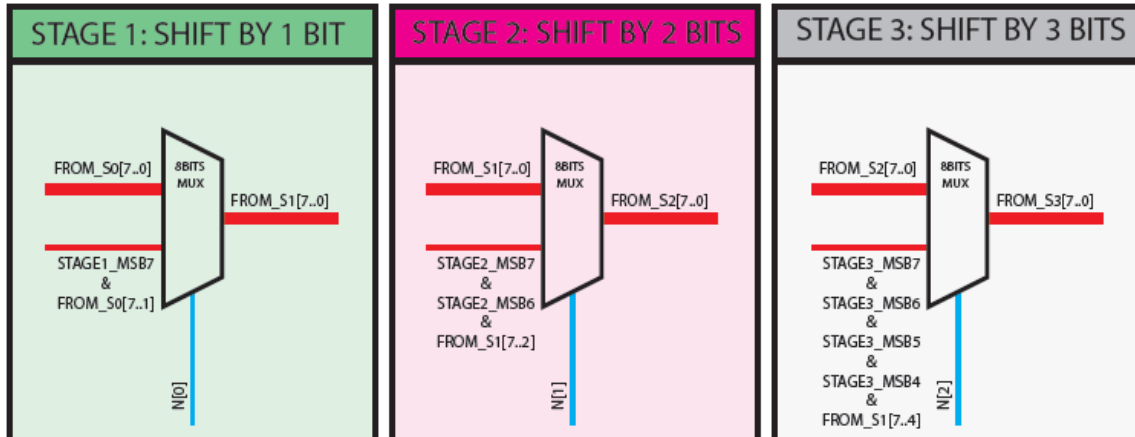 STAGE 1: SHIFT BY 1 BIT
FROM_S0[7..0]
8BITS
MUX
FROM_S1[7..0]
STAGE1_MSB7
&
FROM_S0[7..1]
N[0]
STAGE 2: SHIFT BY 2 BITS
FROM_S1[7..0]
8BITS
MUX
FROM_S2[7..0]
STAGE2_MSB7
&
STAGE2_MSB6
&
FROM_S1[7..2]
N[1]
STAGE 3: SHIFT BY 3 BITS
FROM_S2[7..0]
8BITS
MUX
FROM_S3[7..0]
STAGE3_MSB7
&
STAGE3_MSB6
&
STAGE3_MSB5
&
STAGE3_MSB4
&
FROM_S1[7..4]
N[2]